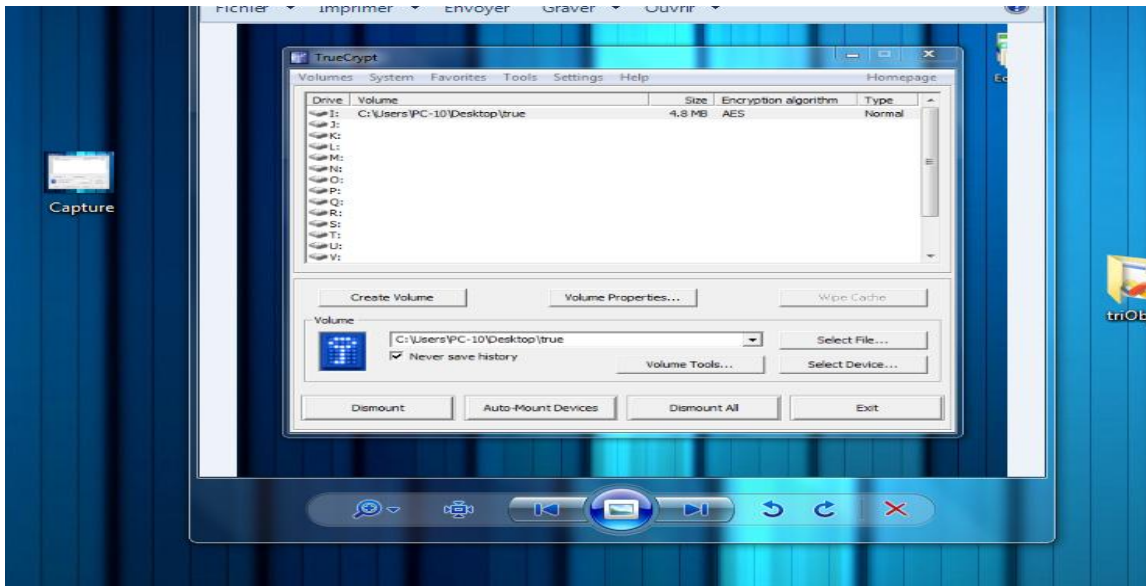 Fichier Imprimer Envoyer Graver Ouvrir
TrueCrypt
Volumes System Favorites Tools Settings Help Homepage
Drive Volume Size Encryption algorithm Type
I: C:\Users\PC-10\Desktop\true 4.8 MB AES Normal
J:
K:
L:
M:
N:
O:
P:
Q:
R:
S:
T:
U:
V:
Capture
Create Volume Volume Properties... Wipe Cache
Volume
C:\Users\PC-10\Desktop\true Select File...
Never save history Volume Tools... Select Device...
Dismount Auto-Mount Devices Dismount All Exit